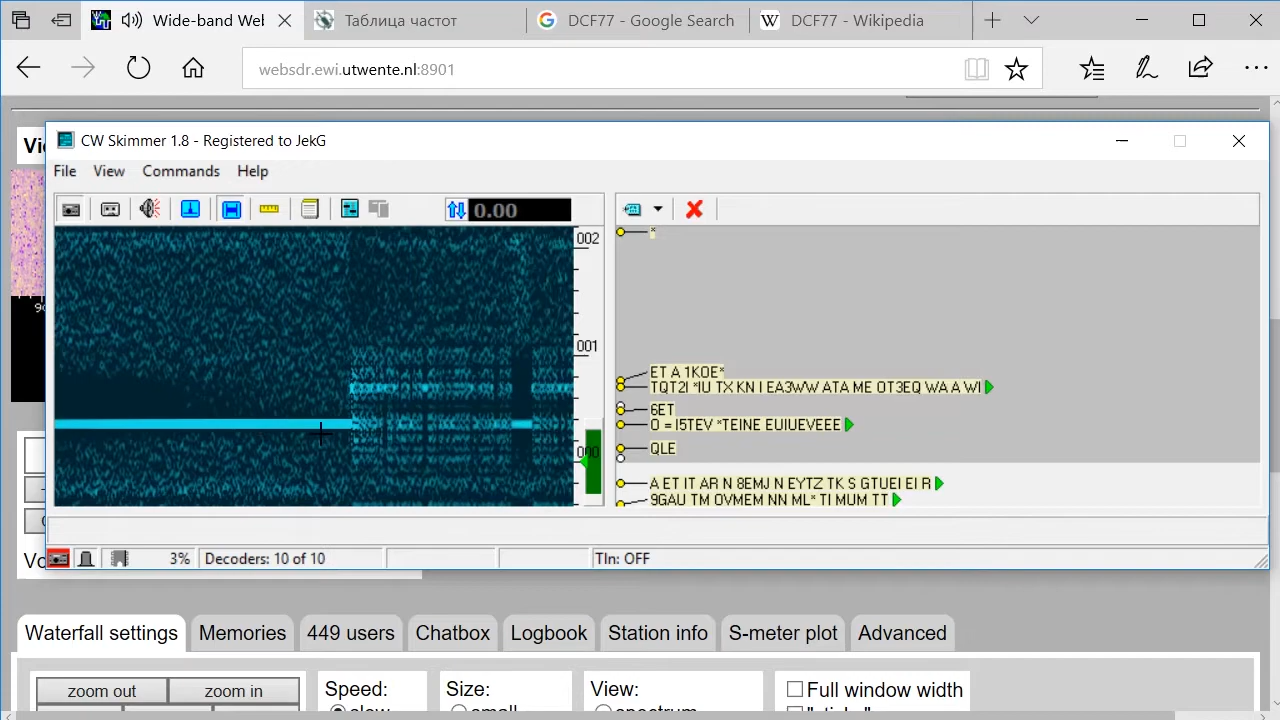 Wide-band Wel
Таблица частот
DCF77 - Google Search
W DCF77 - Wikipedia
websdr.ewi.utwente.nl:8901
CW Skimmer 1.8 - Registered to JekG
File View Commands Help
0.00
002
001
000
*
ET A 1KOE*
TQT2I *IU TX KN I EA3WW ATA ME OT3EQ WA A WI
6ET
O = I5TEV *TEINE EUIUEVEEE
QLE
A ET IT AR N 8EMJ N EYTZ TK S GTUEI EI R
9GAU TM OVMEM NN ML* TI MUM TT
3% Decoders: 10 of 10 TIn: OFF
Waterfall settings Memories 449 users Chatbox Logbook Station info S-meter plot Advanced
zoom out zoom in Speed: Size: View: Full window width